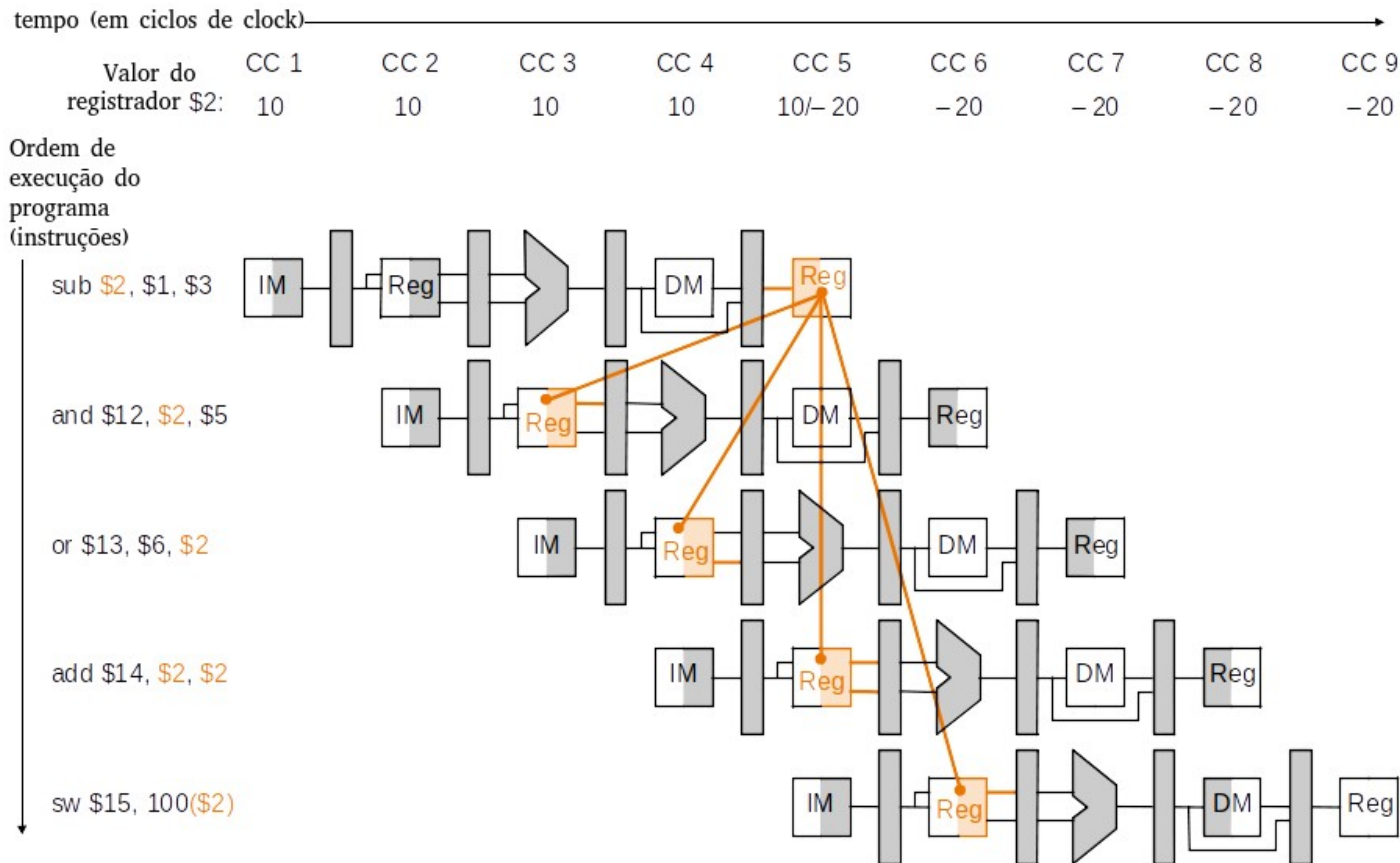 tempo (em ciclos de clock)
CC 1 CC 2 CC 3 CC 4 CC 5 CC 6 CC 7 CC 8 CC 9
Valor do
registrador $2: 10 10 10 10 10/– 20 – 20 – 20 – 20 – 20
Ordem de
execução do
programa
(instruções)
sub $2, $1, $3 IM Reg DM Reg
and $12, $2, $5 IM Reg DM Reg
or $13, $6, $2 IM Reg DM Reg
add $14, $2, $2 IM Reg DM Reg
sw $15, 100($2) IM Reg DM Reg